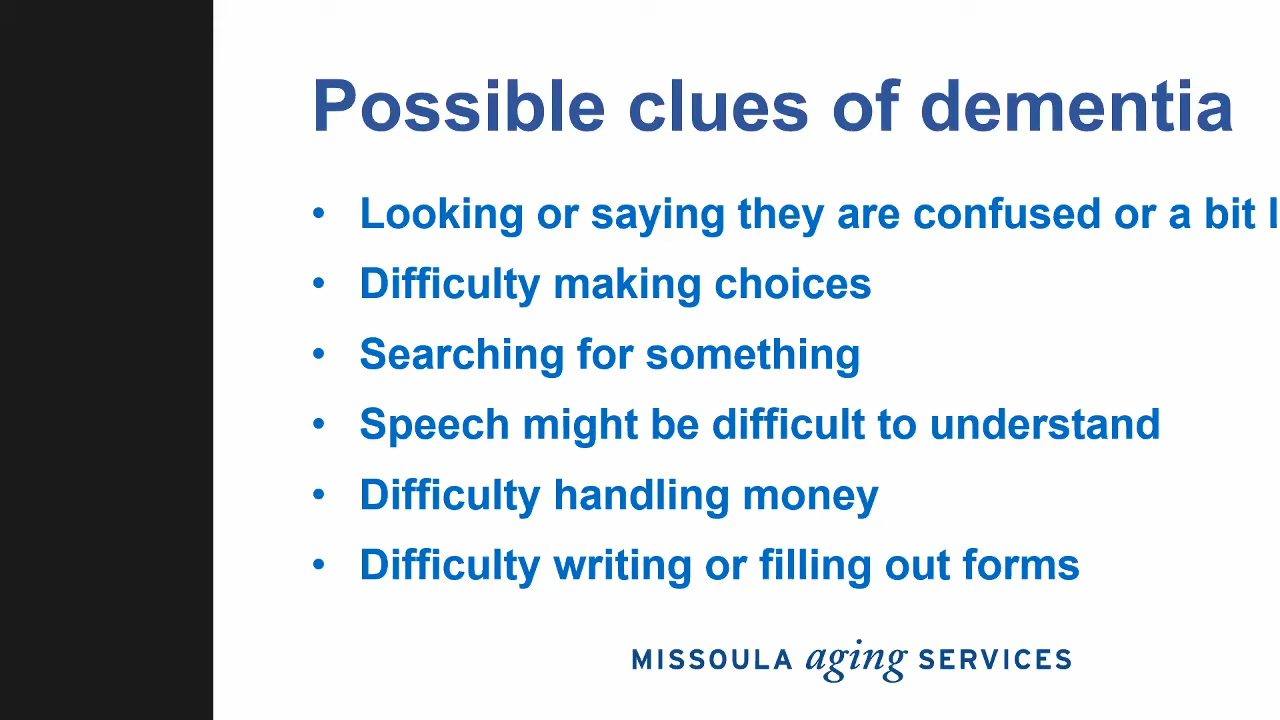 Possible clues of dementia
• Looking or saying they are confused or a bit
• Difficulty making choices
• Searching for something
• Speech might be difficult to understand
• Difficulty handling money
• Difficulty writing or filling out forms
MISSOULA aging SERVICES